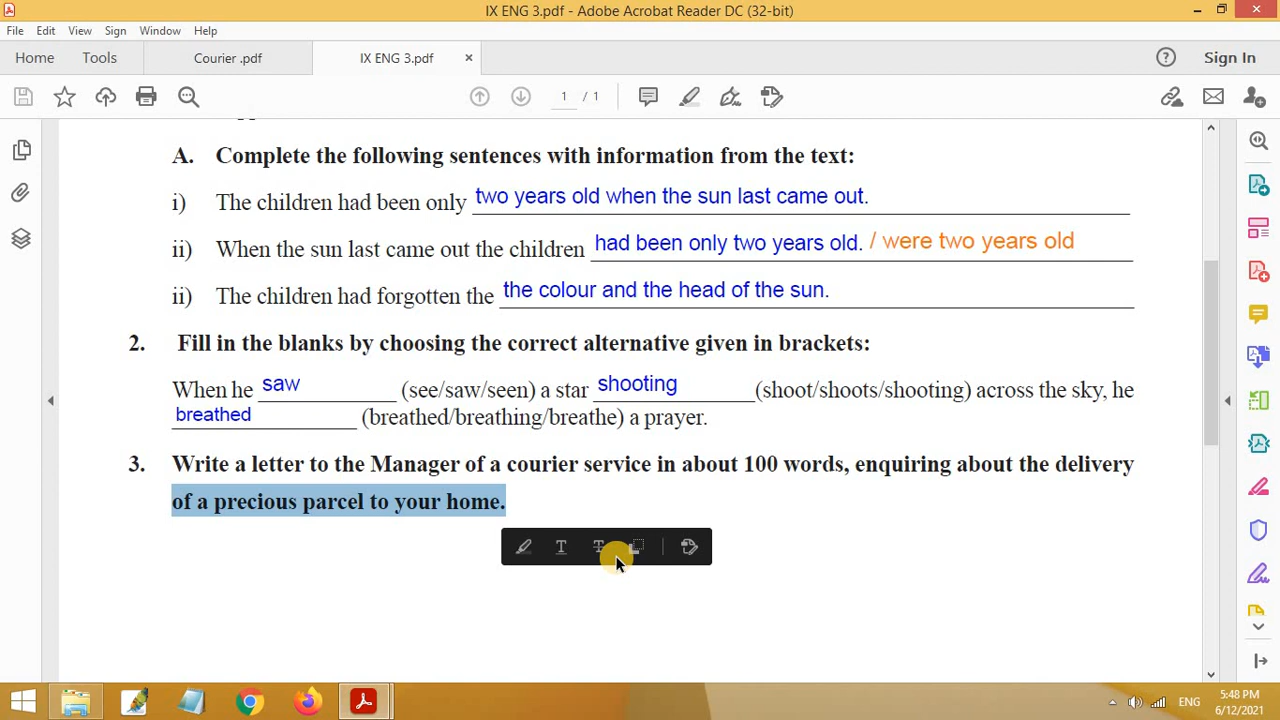 IX ENG 3.pdf - Adobe Acrobat Reader DC (32-bit)
File Edit View Sign Window Help
Home Tools Courier .pdf IX ENG 3.pdf × Sign In
1 / 1
A. Complete the following sentences with information from the text:
i) The children had been only two years old when the sun last came out.
ii) When the sun last came out the children had been only two years old. / were two years old
ii) The children had forgotten the the colour and the head of the sun.
2. Fill in the blanks by choosing the correct alternative given in brackets:
When he saw (see/saw/seen) a star shooting (shoot/shoots/shooting) across the sky, he
breathed (breathed/breathing/breathe) a prayer.
3. Write a letter to the Manager of a courier service in about 100 words, enquiring about the delivery
of a precious parcel to your home.
5:48 PM
ENG
6/12/2021